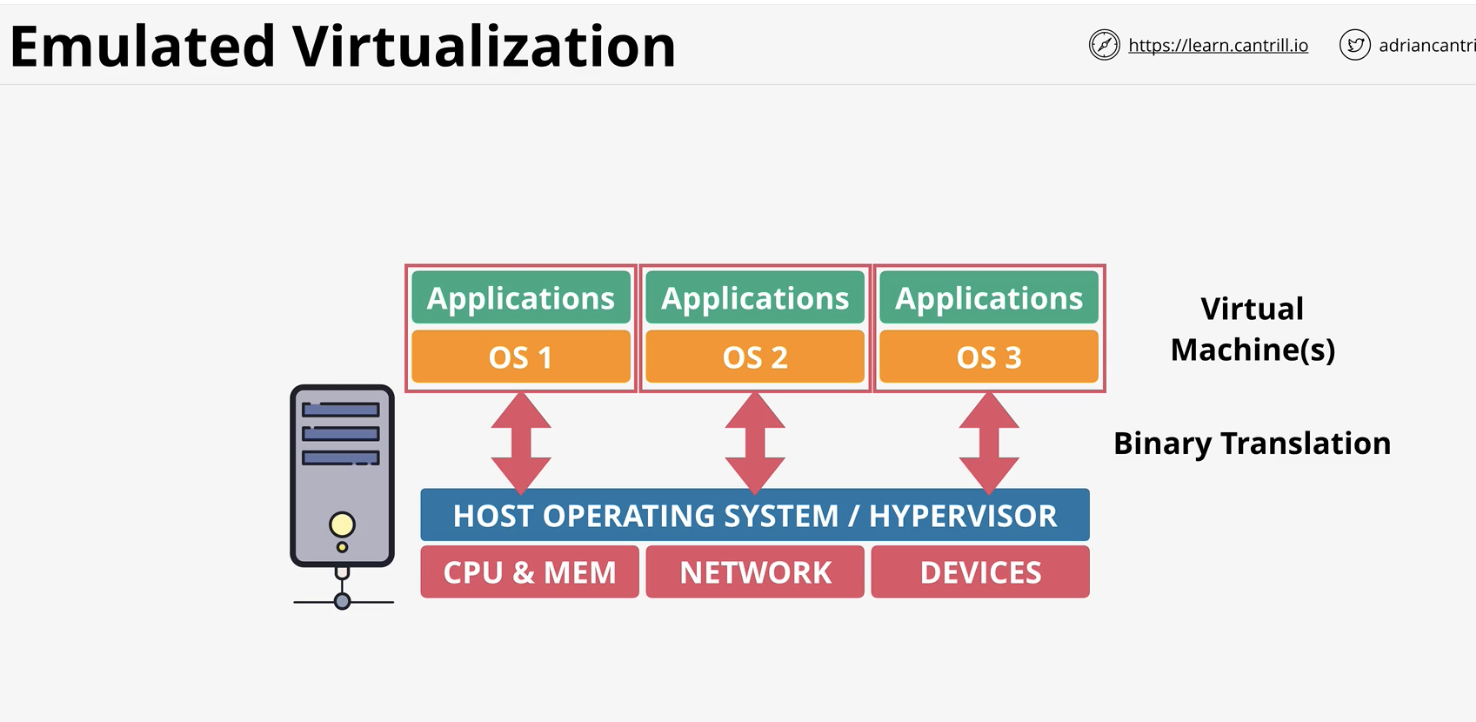 Emulated Virtualization
https://learn.cantrill.io
adriancantri
Applications Applications Applications
OS 1 OS 2 OS 3
Virtual
Machine(s)
Binary Translation
HOST OPERATING SYSTEM / HYPERVISOR
CPU & MEM NETWORK DEVICES